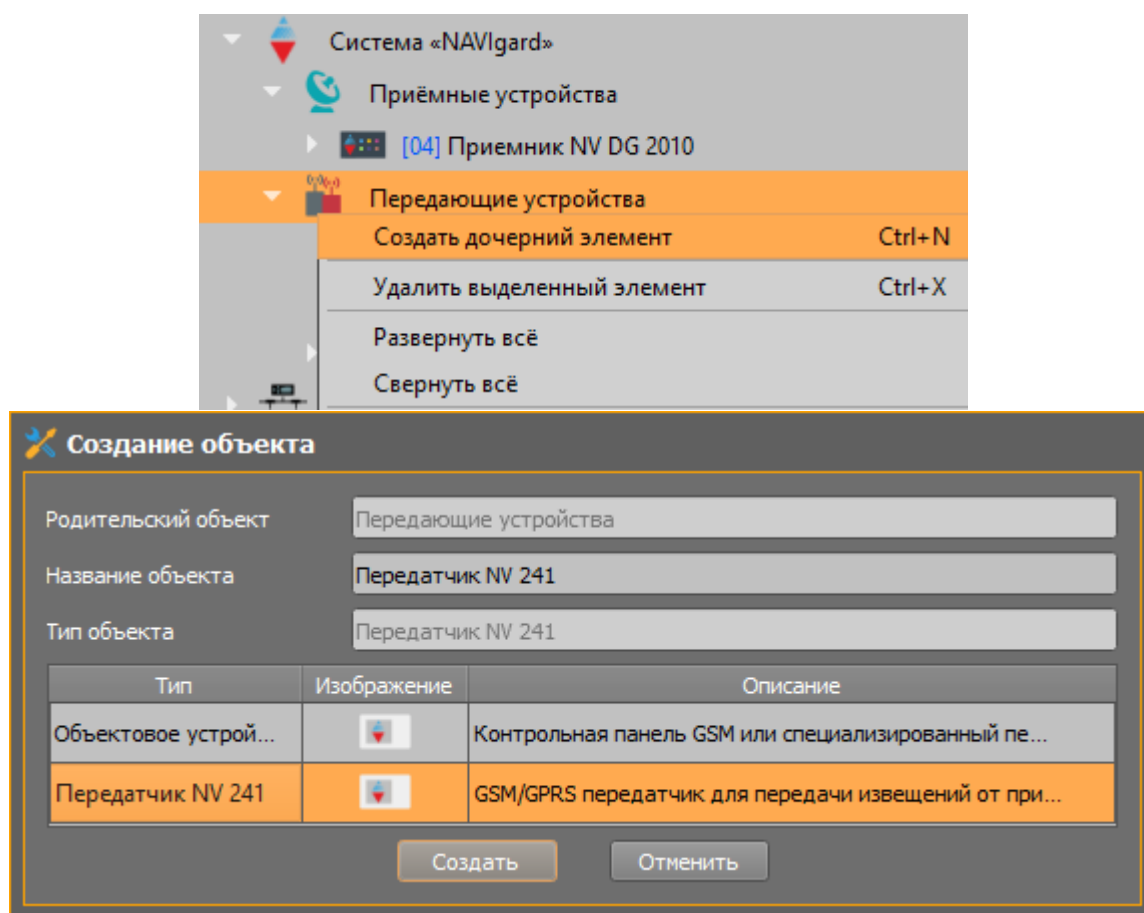 Система «NAVIgard»
Приёмные устройства
[04] Приемник NV DG 2010
Передающие устройства
Создать дочерний элемент Ctrl+N
Удалить выделенный элемент Ctrl+X
Развернуть всё
Свернуть всё
Создание объекта
Родительский объект Передающие устройства
Название объекта Передатчик NV 241
Тип объекта Передатчик NV 241
Тип Изображение Описание
Объектовое устрой... Контрольная панель GSM или специализированный пе...
Передатчик NV 241 GSM/GPRS передатчик для передачи извещений от при...
Создать Отменить